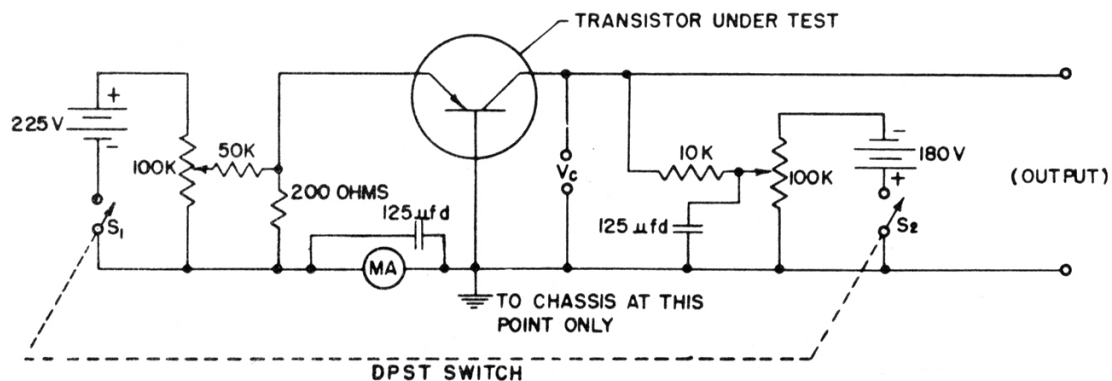 TRANSISTOR UNDER TEST
+
225V
-
100K
50K
200 OHMS
125 µfd
S1
MA
TO CHASSIS AT THIS
POINT ONLY
Vc
10K
125 µfd
100K
-
180V
+
S2
(OUTPUT)
DPST SWITCH